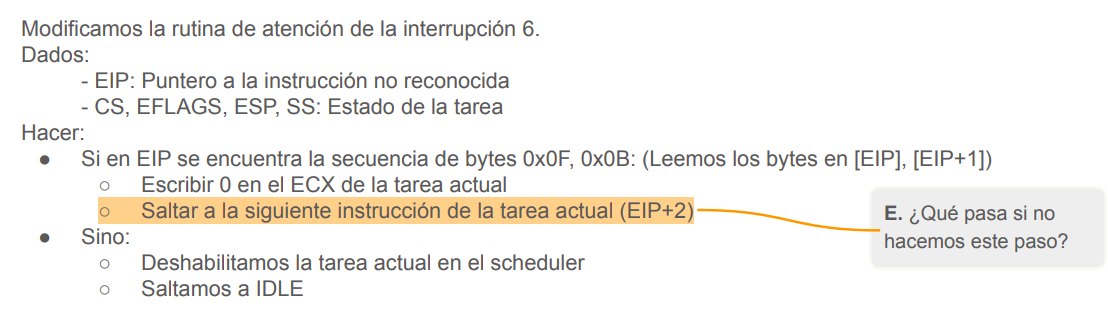 Modificamos la rutina de atención de la interrupción 6.
Dados:
- EIP: Puntero a la instrucción no reconocida
- CS, EFLAGS, ESP, SS: Estado de la tarea
Hacer:
● Si en EIP se encuentra la secuencia de bytes 0x0F, 0x0B: (Leemos los bytes en [EIP], [EIP+1])
○ Escribir 0 en el ECX de la tarea actual
○ Saltar a la siguiente instrucción de la tarea actual (EIP+2)
E. ¿Qué pasa si no
hacemos este paso?
● Sino:
○ Deshabilitamos la tarea actual en el scheduler
○ Saltamos a IDLE